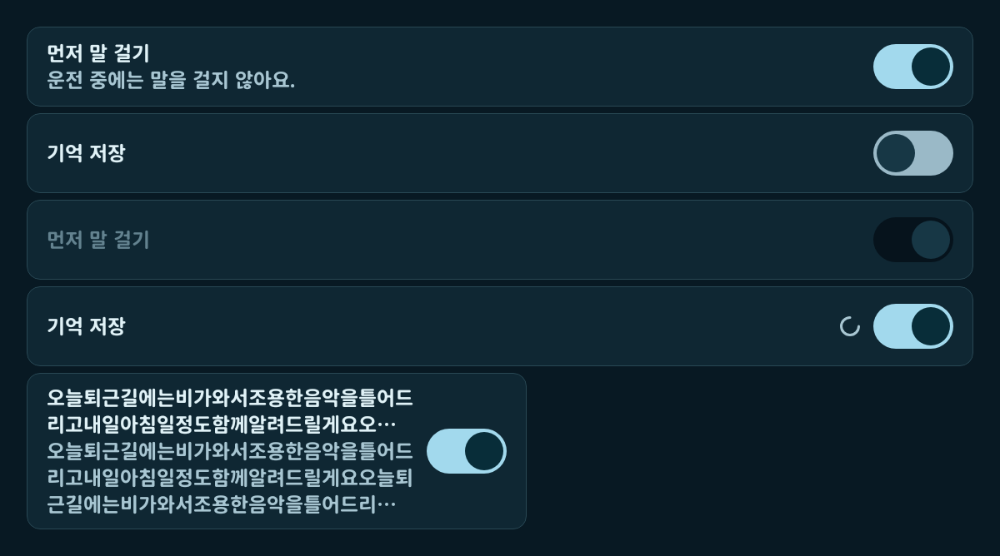 먼저 말 걸기
운전 중에는 말을 걸지 않아요.
기억 저장
먼저 말 걸기
기억 저장
오늘퇴근길에는비가와서조용한음악을틀어드
리고내일아침일정도함께알려드릴게요오…
오늘퇴근길에는비가와서조용한음악을틀어드
리고내일아침일정도함께알려드릴게요오늘퇴
근길에는비가와서조용한음악을틀어드리…